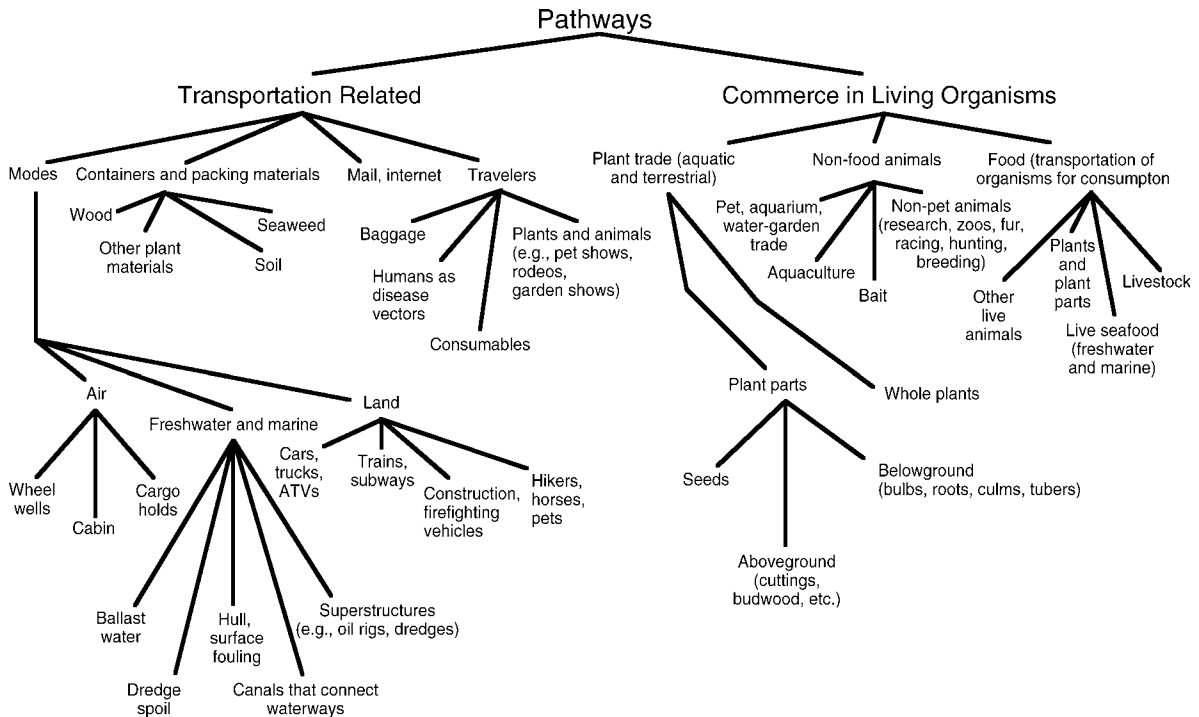 Pathways
Transportation Related
Commerce in Living Organisms
Modes
Containers and packing materials
Mail, internet
Travelers
Plant trade (aquatic
and terrestrial)
Non-food animals
Food (transportation of
organisms for consumpton
Wood
Other plant
materials
Soil
Seaweed
Baggage
Humans as
disease
vectors
Consumables
Plants and animals
(e.g., pet shows,
rodeos,
garden shows)
Pet, aquarium,
water-garden
trade
Aquaculture
Bait
Non-pet animals
(research, zoos, fur,
racing, hunting,
breeding)
Other
live
animals
Plants
and
plant
parts
Live seafood
(freshwater
and marine)
Livestock
Air
Freshwater and marine
Land
Plant parts
Whole plants
Wheel
wells
Cabin
Cargo
holds
Cars,
trucks,
ATVs
Trains,
subways
Construction,
firefighting
vehicles
Hikers,
horses,
pets
Seeds
Aboveground
(cuttings,
budwood, etc.)
Belowground
(bulbs, roots, culms, tubers)
Ballast
water
Dredge
spoil
Hull,
surface
fouling
Canals that connect
waterways
Superstructures
(e.g., oil rigs, dredges)